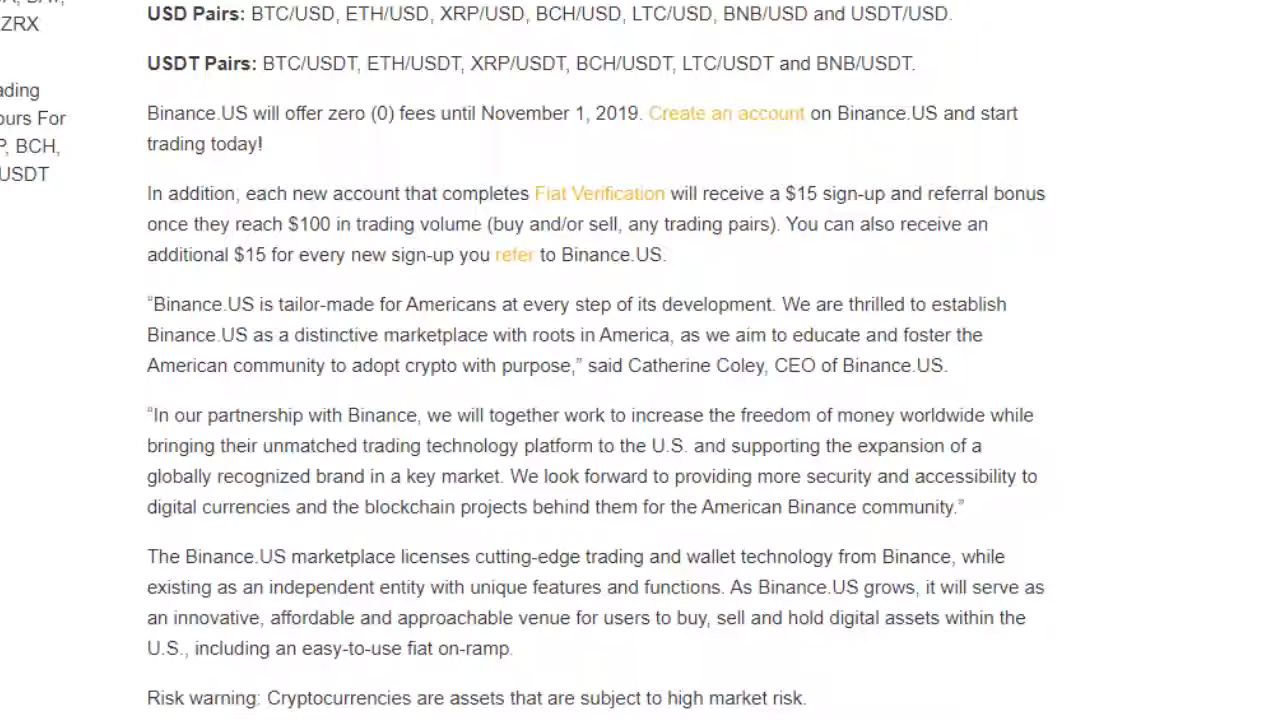 ZRX
ading
ours For
P, BCH,
USDT
USD Pairs: BTC/USD, ETH/USD, XRP/USD, BCH/USD, LTC/USD, BNB/USD and USDT/USD.
USDT Pairs: BTC/USDT, ETH/USDT, XRP/USDT, BCH/USDT, LTC/USDT and BNB/USDT.
Binance.US will offer zero (0) fees until November 1, 2019. Create an account on Binance.US and start
trading today!
In addition, each new account that completes Fiat Verification will receive a $15 sign-up and referral bonus
once they reach $100 in trading volume (buy and/or sell, any trading pairs). You can also receive an
additional $15 for every new sign-up you refer to Binance.US.
“Binance.US is tailor-made for Americans at every step of its development. We are thrilled to establish
Binance.US as a distinctive marketplace with roots in America, as we aim to educate and foster the
American community to adopt crypto with purpose,” said Catherine Coley, CEO of Binance.US.
“In our partnership with Binance, we will together work to increase the freedom of money worldwide while
bringing their unmatched trading technology platform to the U.S. and supporting the expansion of a
globally recognized brand in a key market. We look forward to providing more security and accessibility to
digital currencies and the blockchain projects behind them for the American Binance community.”
The Binance.US marketplace licenses cutting-edge trading and wallet technology from Binance, while
existing as an independent entity with unique features and functions. As Binance.US grows, it will serve as
an innovative, affordable and approachable venue for users to buy, sell and hold digital assets within the
U.S., including an easy-to-use fiat on-ramp.
Risk warning: Cryptocurrencies are assets that are subject to high market risk.